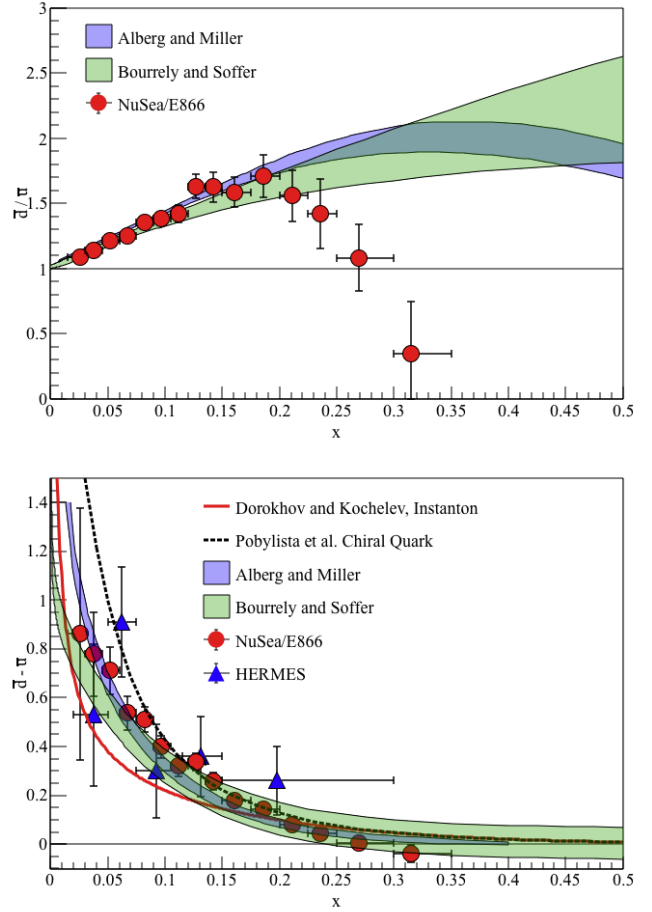 3
Alberg and Miller
2.5
Bourrely and Soffer
NuSea/E866
2
d̄ / ū
1.5
1
0.5
0
0 0.05 0.1 0.15 0.2 0.25 0.3 0.35 0.4 0.45 0.5
x
1.4
Dorokhov and Kochelev, Instanton
1.2
Pobylista et al. Chiral Quark
Alberg and Miller
1
Bourrely and Soffer
0.8
NuSea/E866
HERMES
d̄ - ū
0.6
0.4
0.2
0
0 0.05 0.1 0.15 0.2 0.25 0.3 0.35 0.4 0.45 0.5
x